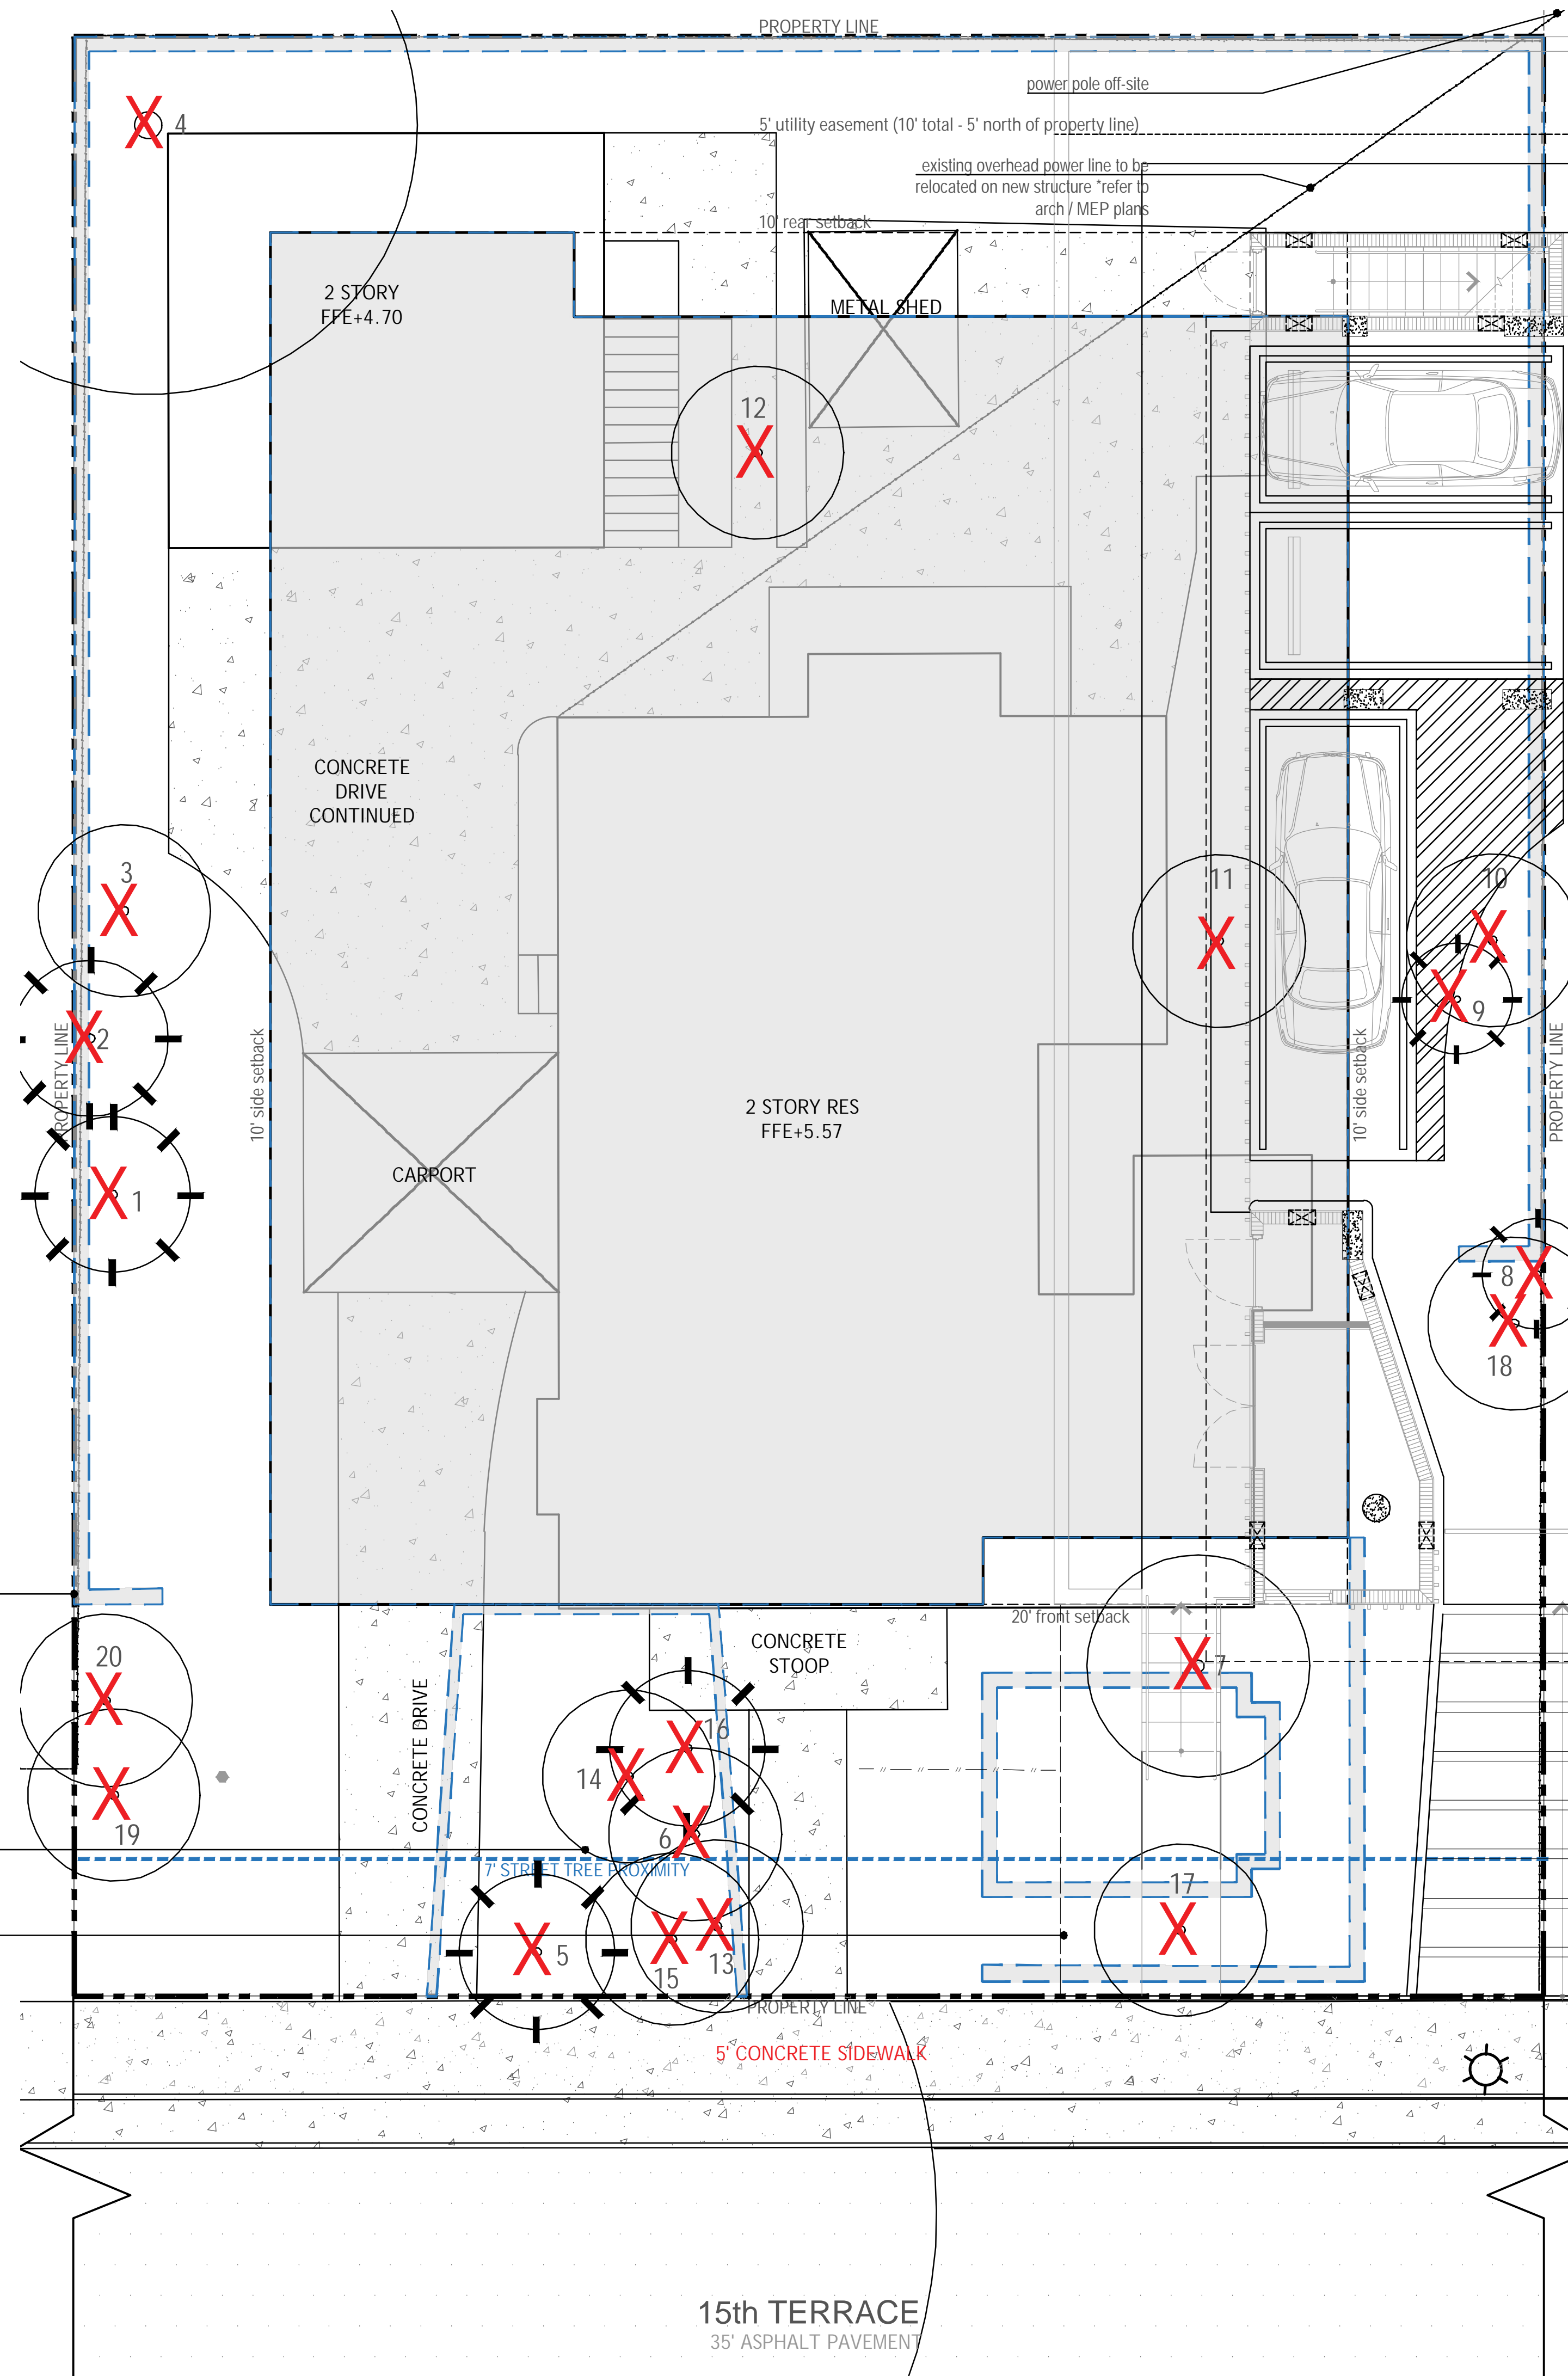 PROPERTY LINE
power pole off-site
4
5' utility easement (10' total - 5' north of property line)
existing overhead power line to be
relocated on new structure *refer to
arch / MEP plans
10' rear setback
2 STORY
FFE+4.70
METAL SHED
12
CONCRETE
DRIVE
CONTINUED
3
11
10
9
2
PROPERTY LINE
10' side setback
10' side setback
PROPERTY LINE
2 STORY RES
FFE+5.57
CARPORT
1
8
18
20' front setback
20
CONCRETE
STOOP
7
CONCRETE DRIVE
16
14
19
6
7' STREET TREE PROXIMITY
17
5
13
15
PROPERTY LINE
5' CONCRETE SIDEWALK
15th TERRACE
35' ASPHALT PAVEMENT